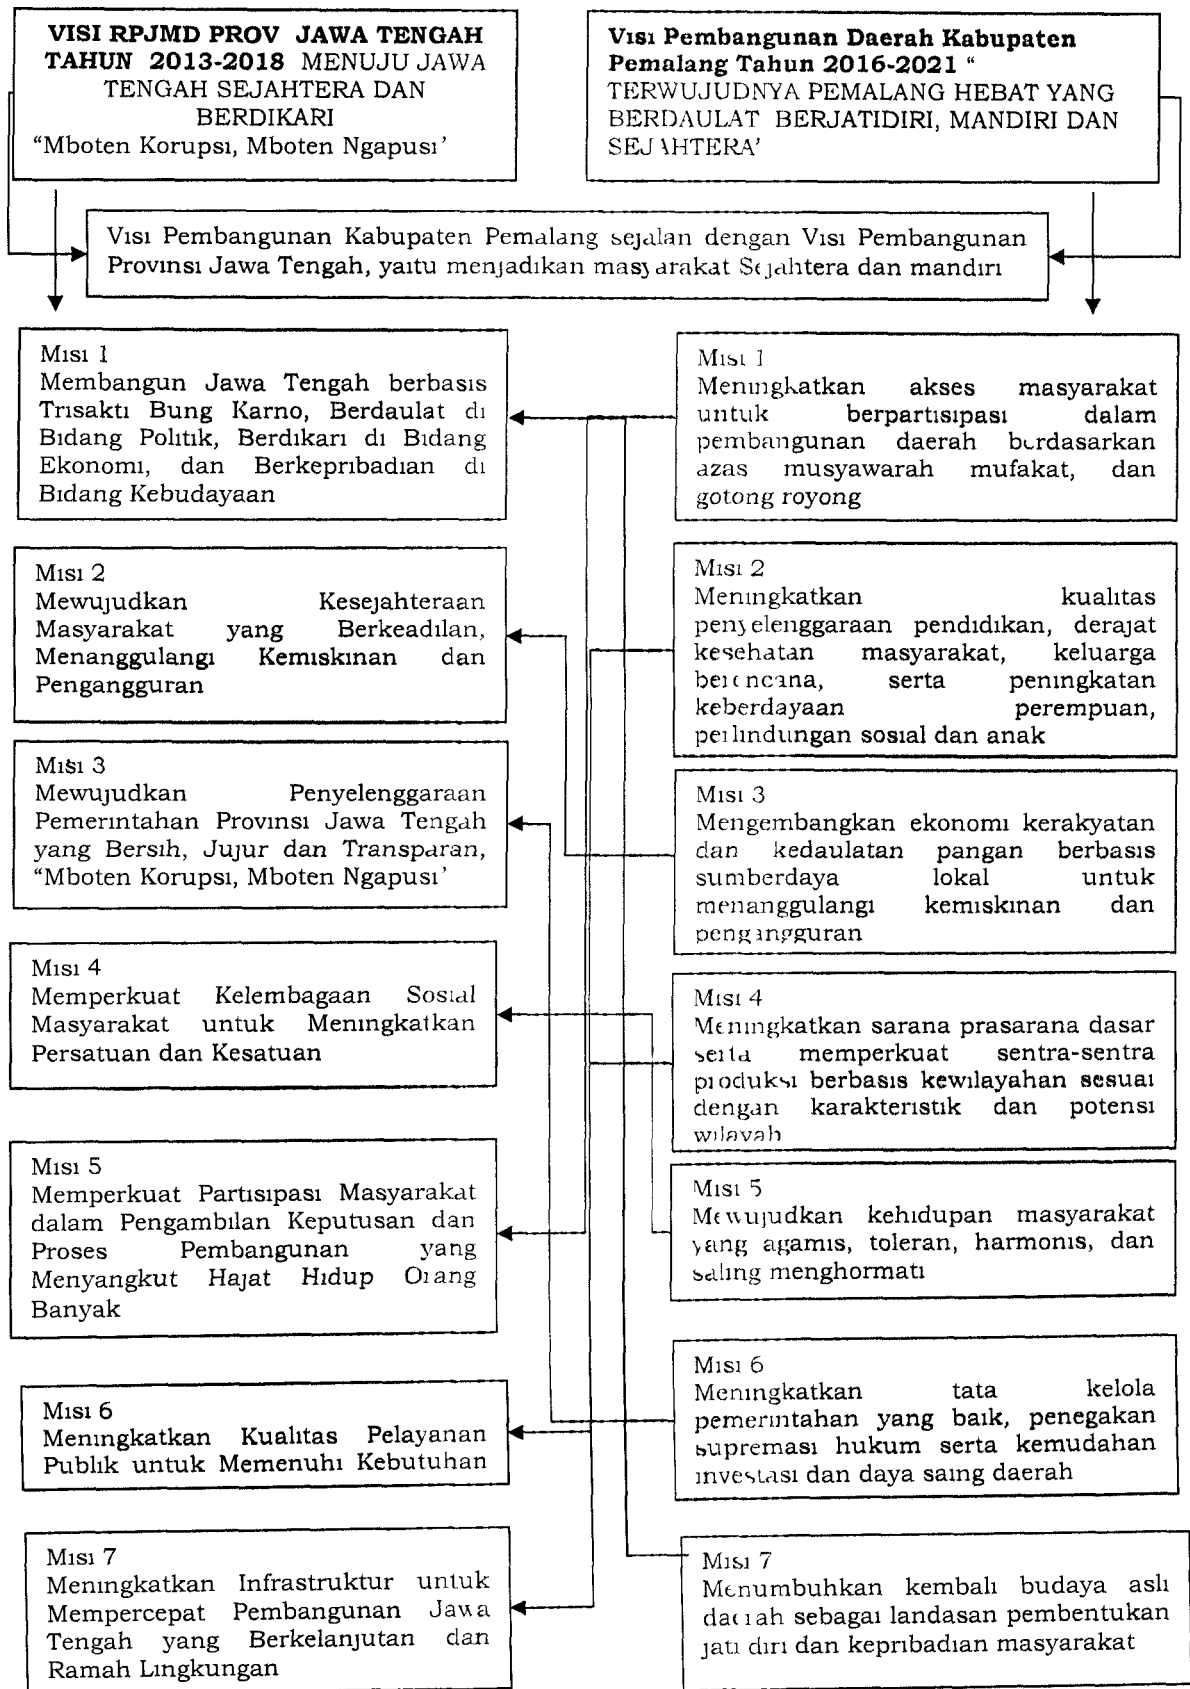 VISI RPJMD PROV JAWA TENGAH
TAHUN 2013-2018 MENUJU JAWA
TENGAH SEJAHTERA DAN
BERDIKARI
“Mboten Korupsi, Mboten Ngapusi’
Visi Pembangunan Daerah Kabupaten
Pemalang Tahun 2016-2021 “
TERWUJUDNYA PEMALANG HEBAT YANG
BERDAULAT BERJATIDIRI, MANDIRI DAN
SEJAHTERA’
Visi Pembangunan Kabupaten Pemalang sejalan dengan Visi Pembangunan
Provinsi Jawa Tengah, yaitu menjadikan masyarakat Sejahtera dan mandiri
Misi 1
Membangun Jawa Tengah berbasis
Trisakti Bung Karno, Berdaulat di
Bidang Politik, Berdikari di Bidang
Ekonomi, dan Berkepribadian di
Bidang Kebudayaan
Misi 1
Meningkatkan akses masyarakat
untuk berpartisipasi dalam
pembangunan daerah berdasarkan
azas musyawarah mufakat, dan
gotong royong
Misi 2
Mewujudkan Kesejahteraan
Masyarakat yang Berkeadilan,
Menanggulangi Kemiskinan dan
Pengangguran
Misi 2
Meningkatkan kualitas
penyelenggaraan pendidikan, derajat
kesehatan masyarakat, keluarga
berencana, serta peningkatan
keberdayaan perempuan,
perlindungan sosial dan anak
Misi 3
Mewujudkan Penyelenggaraan
Pemerintahan Provinsi Jawa Tengah
yang Bersih, Jujur dan Transparan,
“Mboten Korupsi, Mboten Ngapusi’
Misi 3
Mengembangkan ekonomi kerakyatan
dan kedaulatan pangan berbasis
sumberdaya lokal untuk
menanggulangi kemiskinan dan
pengangguran
Misi 4
Memperkuat Kelembagaan Sosial
Masyarakat untuk Meningkatkan
Persatuan dan Kesatuan
Misi 4
Meningkatkan sarana prasarana dasar
serta memperkuat sentra-sentra
produksi berbasis kewilayahan sesuai
dengan karakteristik dan potensi
wilayah
Misi 5
Memperkuat Partisipasi Masyarakat
dalam Pengambilan Keputusan dan
Proses Pembangunan yang
Menyangkut Hajat Hidup Orang
Banyak
Misi 5
Mewujudkan kehidupan masyarakat
yang agamis, toleran, harmonis, dan
saling menghormati
Misi 6
Meningkatkan Kualitas Pelayanan
Publik untuk Memenuhi Kebutuhan
Misi 6
Meningkatkan tata kelola
pemerintahan yang baik, penegakan
supremasi hukum serta kemudahan
investasi dan daya saing daerah
Misi 7
Meningkatkan Infrastruktur untuk
Mempercepat Pembangunan Jawa
Tengah yang Berkelanjutan dan
Ramah Lingkungan
Misi 7
Menumbuhkan kembali budaya asli
daerah sebagai landasan pembentukan
jati diri dan kepribadian masyarakat